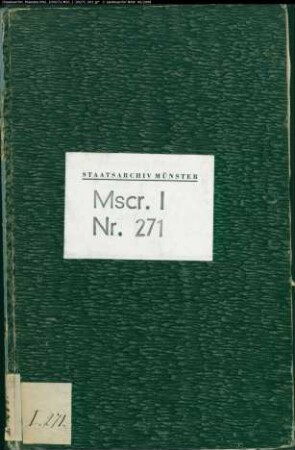 STAATSARCHIV MÜNSTER
Mscr. I
Nr. 271
I. 271.